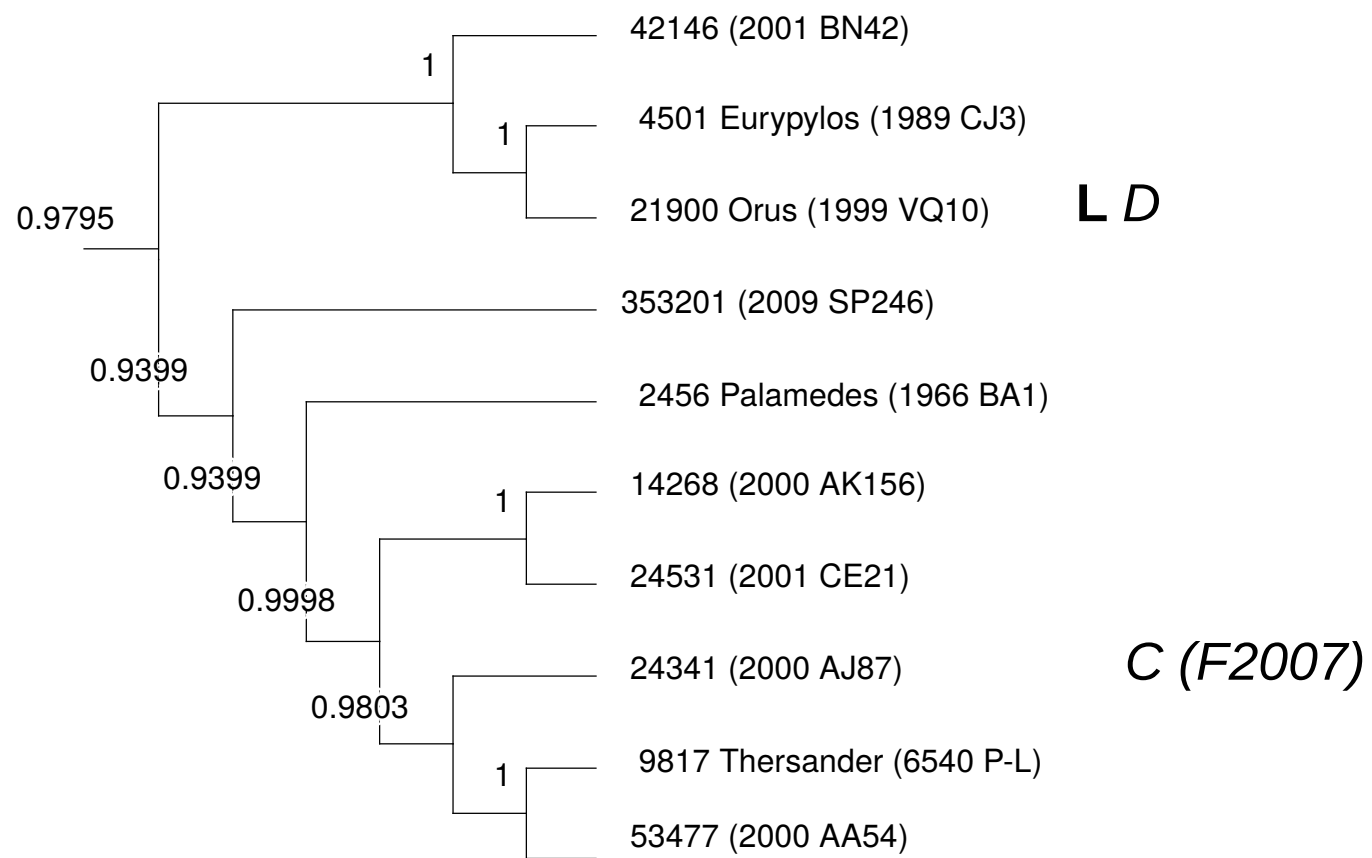 42146 (2001 BN42)
1
4501 Eurypylos (1989 CJ3)
1
21900 Orus (1999 VQ10) L D
0.9795
353201 (2009 SP246)
0.9399
2456 Palamedes (1966 BA1)
0.9399
14268 (2000 AK156)
1
24531 (2001 CE21)
0.9998
24341 (2000 AJ87) C (F2007)
0.9803
9817 Thersander (6540 P-L)
1
53477 (2000 AA54)